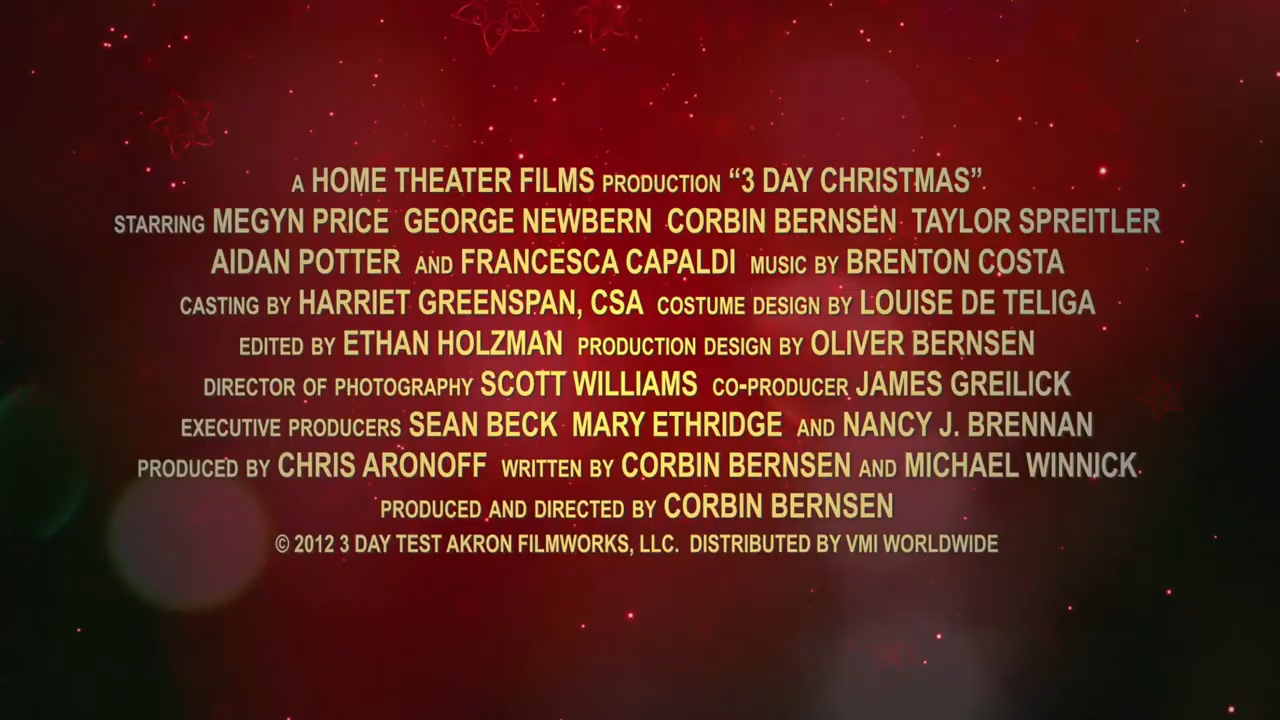 A HOME THEATER FILMS PRODUCTION “3 DAY CHRISTMAS”
STARRING MEGYN PRICE GEORGE NEWBERN CORBIN BERNSEN TAYLOR SPREITLER
AIDAN POTTER AND FRANCESCA CAPALDI MUSIC BY BRENTON COSTA
CASTING BY HARRIET GREENSPAN, CSA COSTUME DESIGN BY LOUISE DE TELIGA
EDITED BY ETHAN HOLZMAN PRODUCTION DESIGN BY OLIVER BERNSEN
DIRECTOR OF PHOTOGRAPHY SCOTT WILLIAMS CO-PRODUCER JAMES GREILICK
EXECUTIVE PRODUCERS SEAN BECK MARY ETHRIDGE AND NANCY J. BRENNAN
PRODUCED BY CHRIS ARONOFF WRITTEN BY CORBIN BERNSEN AND MICHAEL WINNICK
PRODUCED AND DIRECTED BY CORBIN BERNSEN
© 2012 3 DAY TEST AKRON FILMWORKS, LLC. DISTRIBUTED BY VMI WORLDWIDE